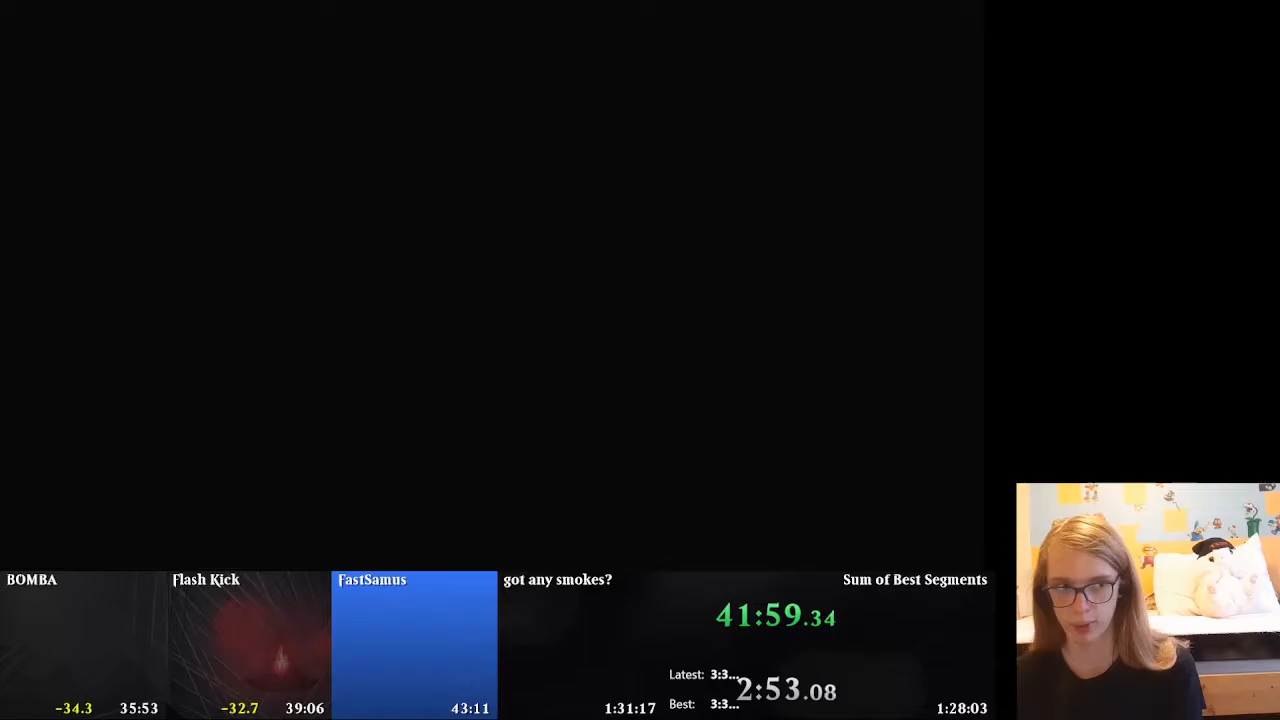 BOMBA
-34.3 35:53
Flash Kick
-32.7 39:06
FastSamus
43:11
got any smokes?
1:31:17
41:59.34
Latest: 3:3...
Best: 3:3...
2:53.08
Sum of Best Segments
1:28:03